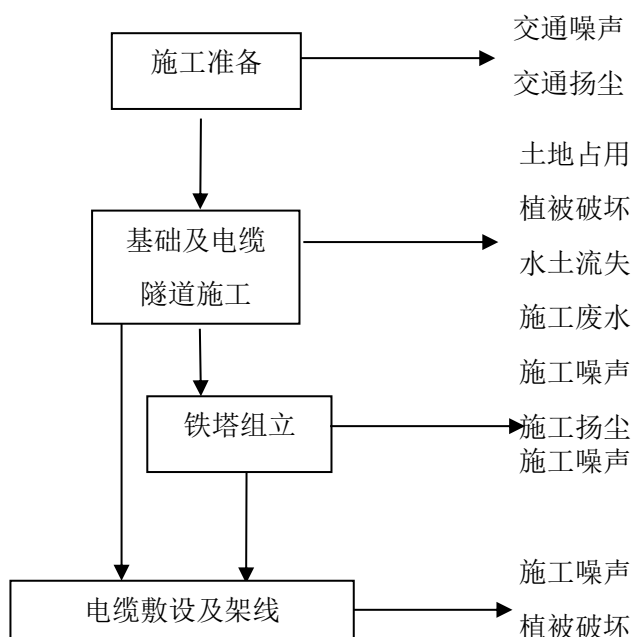 交通噪声
施工准备
交通扬尘
土地占用
植被破坏
基础及电缆
隧道施工
水土流失
施工废水
施工噪声
铁塔组立
施工扬尘
施工噪声
施工噪声
电缆敷设及架线
植被破坏